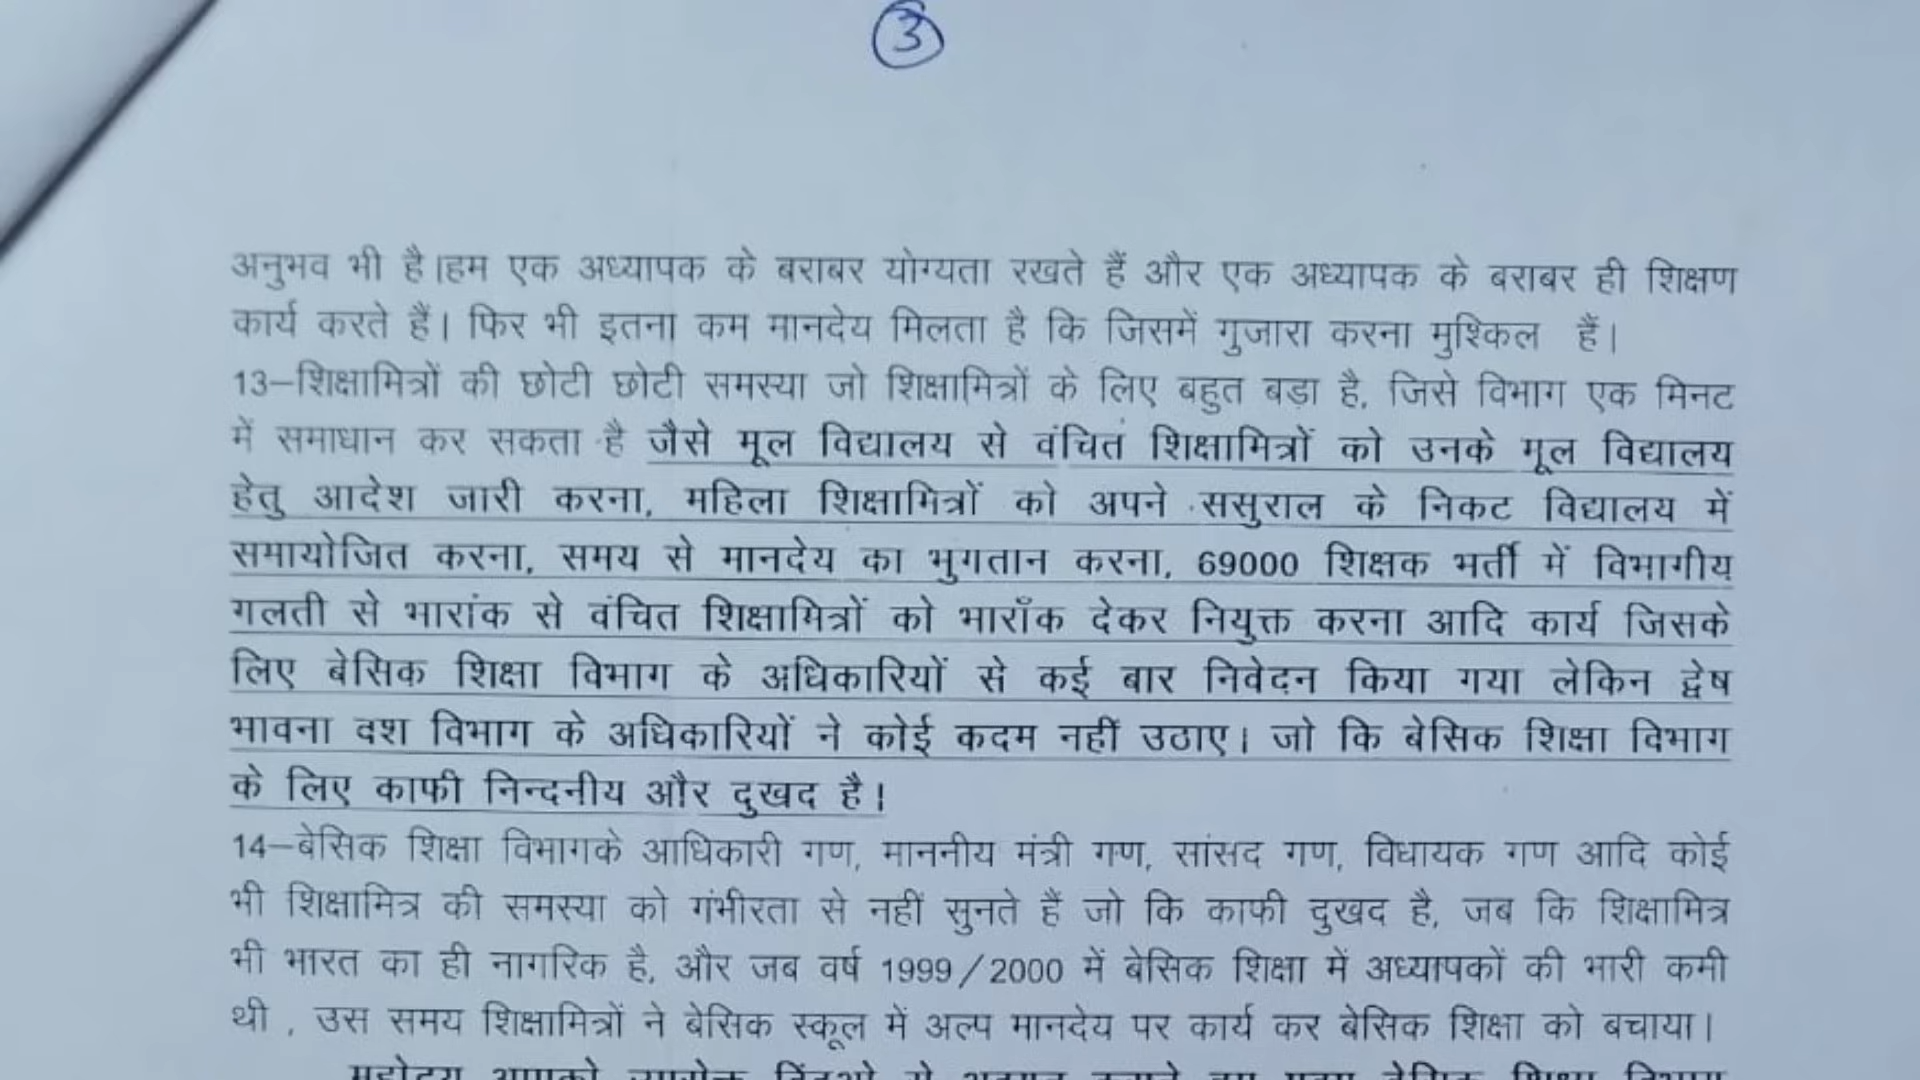 3
अनुभव भी है।हम एक अध्यापक के बराबर योग्यता रखते हैं और एक अध्यापक के बराबर ही शिक्षण
कार्य करते हैं। फिर भी इतना कम मानदेय मिलता है कि जिसमें गुजारा करना मुश्किल हैं।
13–शिक्षामित्रों की छोटी छोटी समस्या जो शिक्षामित्रों के लिए बहुत बड़ा है, जिसे विभाग एक मिनट
में समाधान कर सकता है जैसे मूल विद्यालय से वंचित शिक्षामित्रों को उनके मूल विद्यालय
हेतु आदेश जारी करना, महिला शिक्षामित्रों को अपने ससुराल के निकट विद्यालय में
समायोजित करना, समय से मानदेय का भुगतान करना, 69000 शिक्षक भर्ती में विभागीय
गलती से भारांक से वंचित शिक्षामित्रों को भारॉंक देकर नियुक्त करना आदि कार्य जिसके
लिए बेसिक शिक्षा विभाग के अधिकारियों से कई बार निवेदन किया गया लेकिन द्वेष
भावना वश विभाग के अधिकारियों ने कोई कदम नहीं उठाए। जो कि बेसिक शिक्षा विभाग
के लिए काफी निन्दनीय और दुखद है।
14–बेसिक शिक्षा विभागके आधिकारी गण, माननीय मंत्री गण, सांसद गण, विधायक गण आदि कोई
भी शिक्षामित्र की समस्या को गंभीरता से नहीं सुनते हैं जो कि काफी दुखद है, जब कि शिक्षामित्र
भी भारत का ही नागरिक है, और जब वर्ष 1999/2000 में बेसिक शिक्षा में अध्यापकों की भारी कमी
थी , उस समय शिक्षामित्रों ने बेसिक स्कूल में अल्प मानदेय पर कार्य कर बेसिक शिक्षा को बचाया।